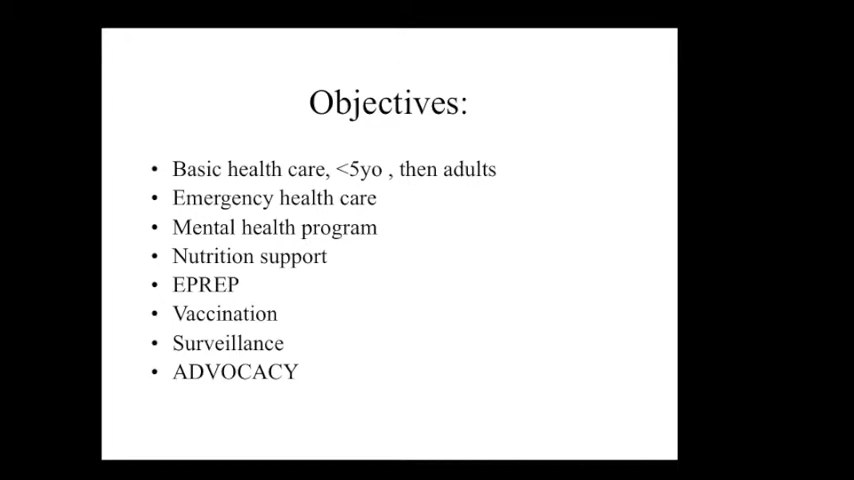 Objectives:
• Basic health care, <5yo , then adults
• Emergency health care
• Mental health program
• Nutrition support
• EPREP
• Vaccination
• Surveillance
• ADVOCACY